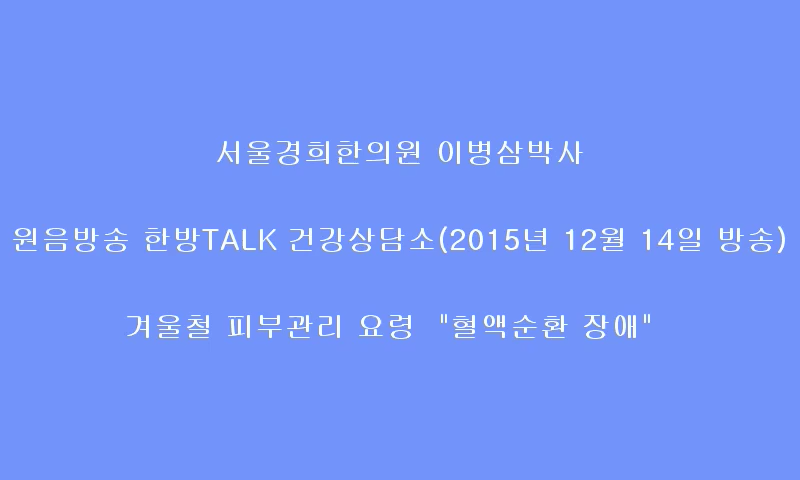 서울경희한의원 이병삼박사
원음방송 한방TALK 건강상담소(2015년 12월 14일 방송)
겨울철 피부관리 요령 "혈액순환 장애"